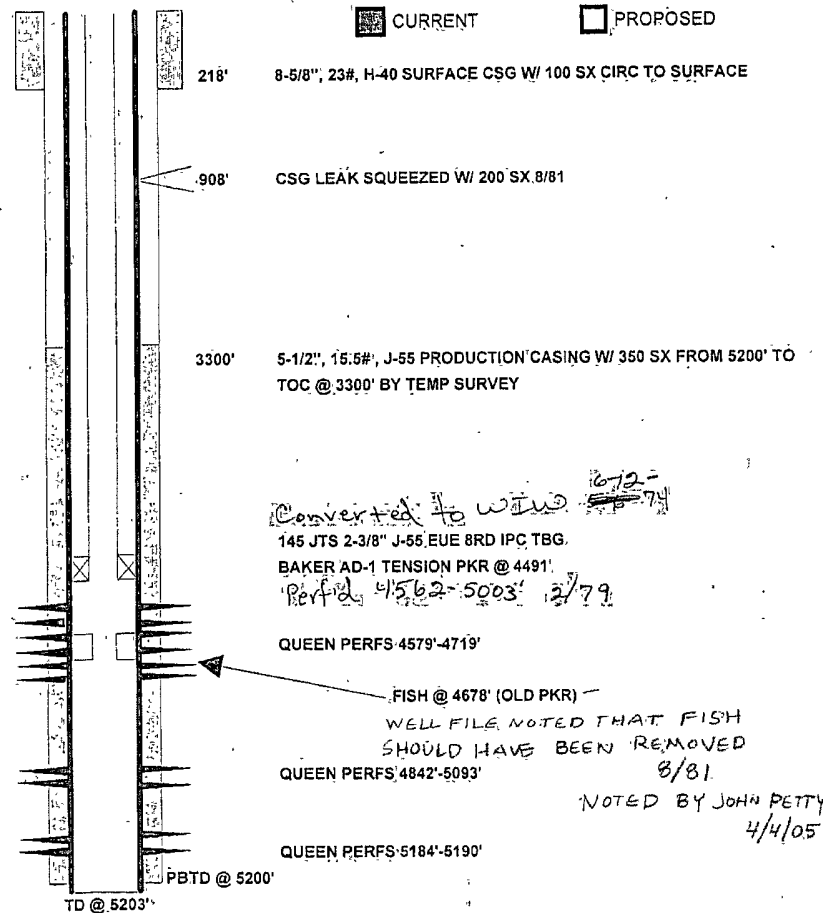 CURRENT PROPOSED
218' 8-5/8", 23#, H-40 SURFACE CSG W/ 100 SX CIRC TO SURFACE
908' CSG LEAK SQUEEZED W/ 200 SX 8/81
3300' 5-1/2", 15.5#, J-55 PRODUCTION CASING W/ 350 SX FROM 5200' TO
TOC @ 3300' BY TEMP SURVEY
Converted to WIW 74
145 JTS 2-3/8" J-55 EUE 8RD IPC TBG.
BAKER AD-1 TENSION PKR @ 4491'
Perf'd 4562-5003' 12/79
QUEEN PERFS 4579'-4719'
FISH @ 4678' (OLD PKR)
WELL FILE NOTED THAT FISH
SHOULD HAVE BEEN REMOVED
8/81
QUEEN PERFS 4842'-5093'
NOTED BY JOHN PETTY
4/4/05
QUEEN PERFS 5184'-5190'
PBTD @ 5200'
TD @ 5203'